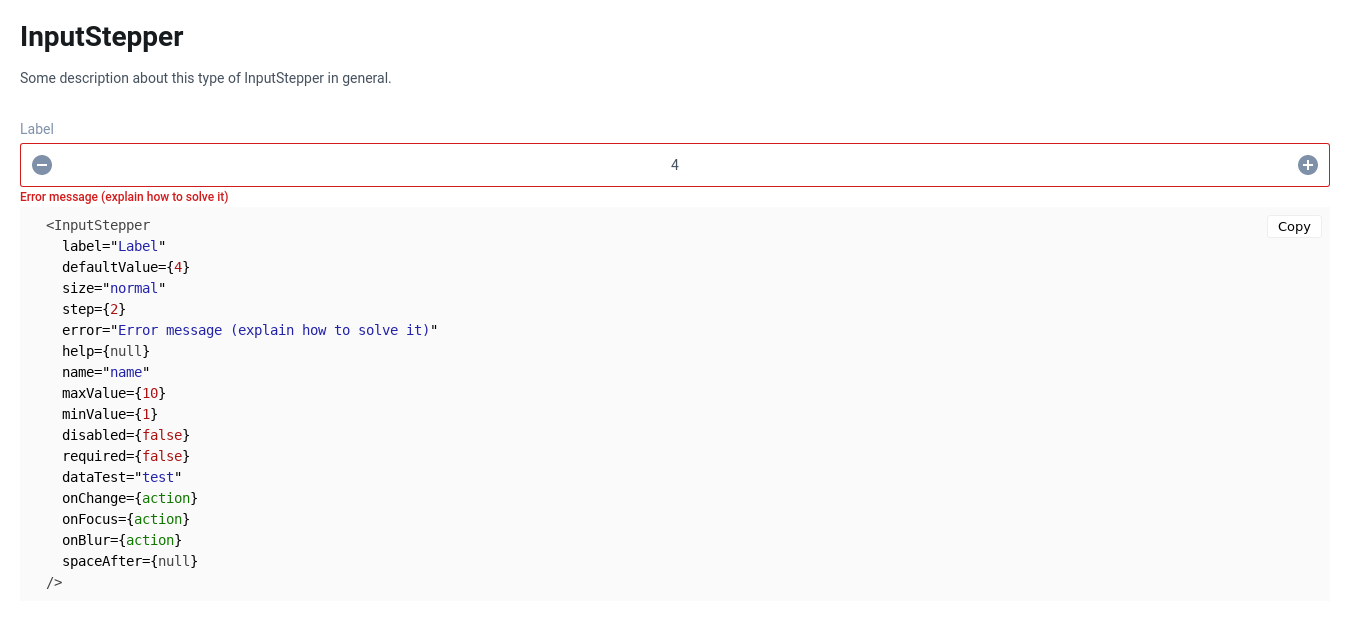 InputStepper
Some description about this type of InputStepper in general.
Label
4
Error message (explain how to solve it)
Copy
<InputStepper
  label="Label"
  defaultValue={4}
  size="normal"
  step={2}
  error="Error message (explain how to solve it)"
  help={null}
  name="name"
  maxValue={10}
  minValue={1}
  disabled={false}
  required={false}
  dataTest="test"
  onChange={action}
  onFocus={action}
  onBlur={action}
  spaceAfter={null}
/>